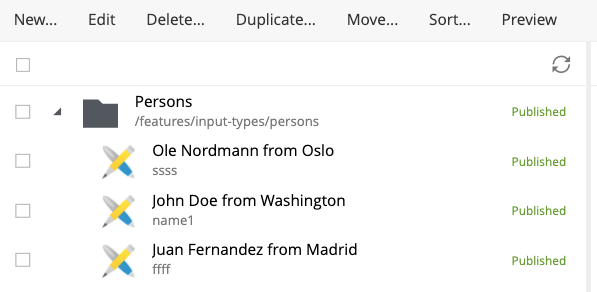 New... Edit Delete... Duplicate... Move... Sort... Preview
Persons
/features/input-types/persons
Published
Ole Nordmann from Oslo
ssss
Published
John Doe from Washington
name1
Published
Juan Fernandez from Madrid
ffff
Published